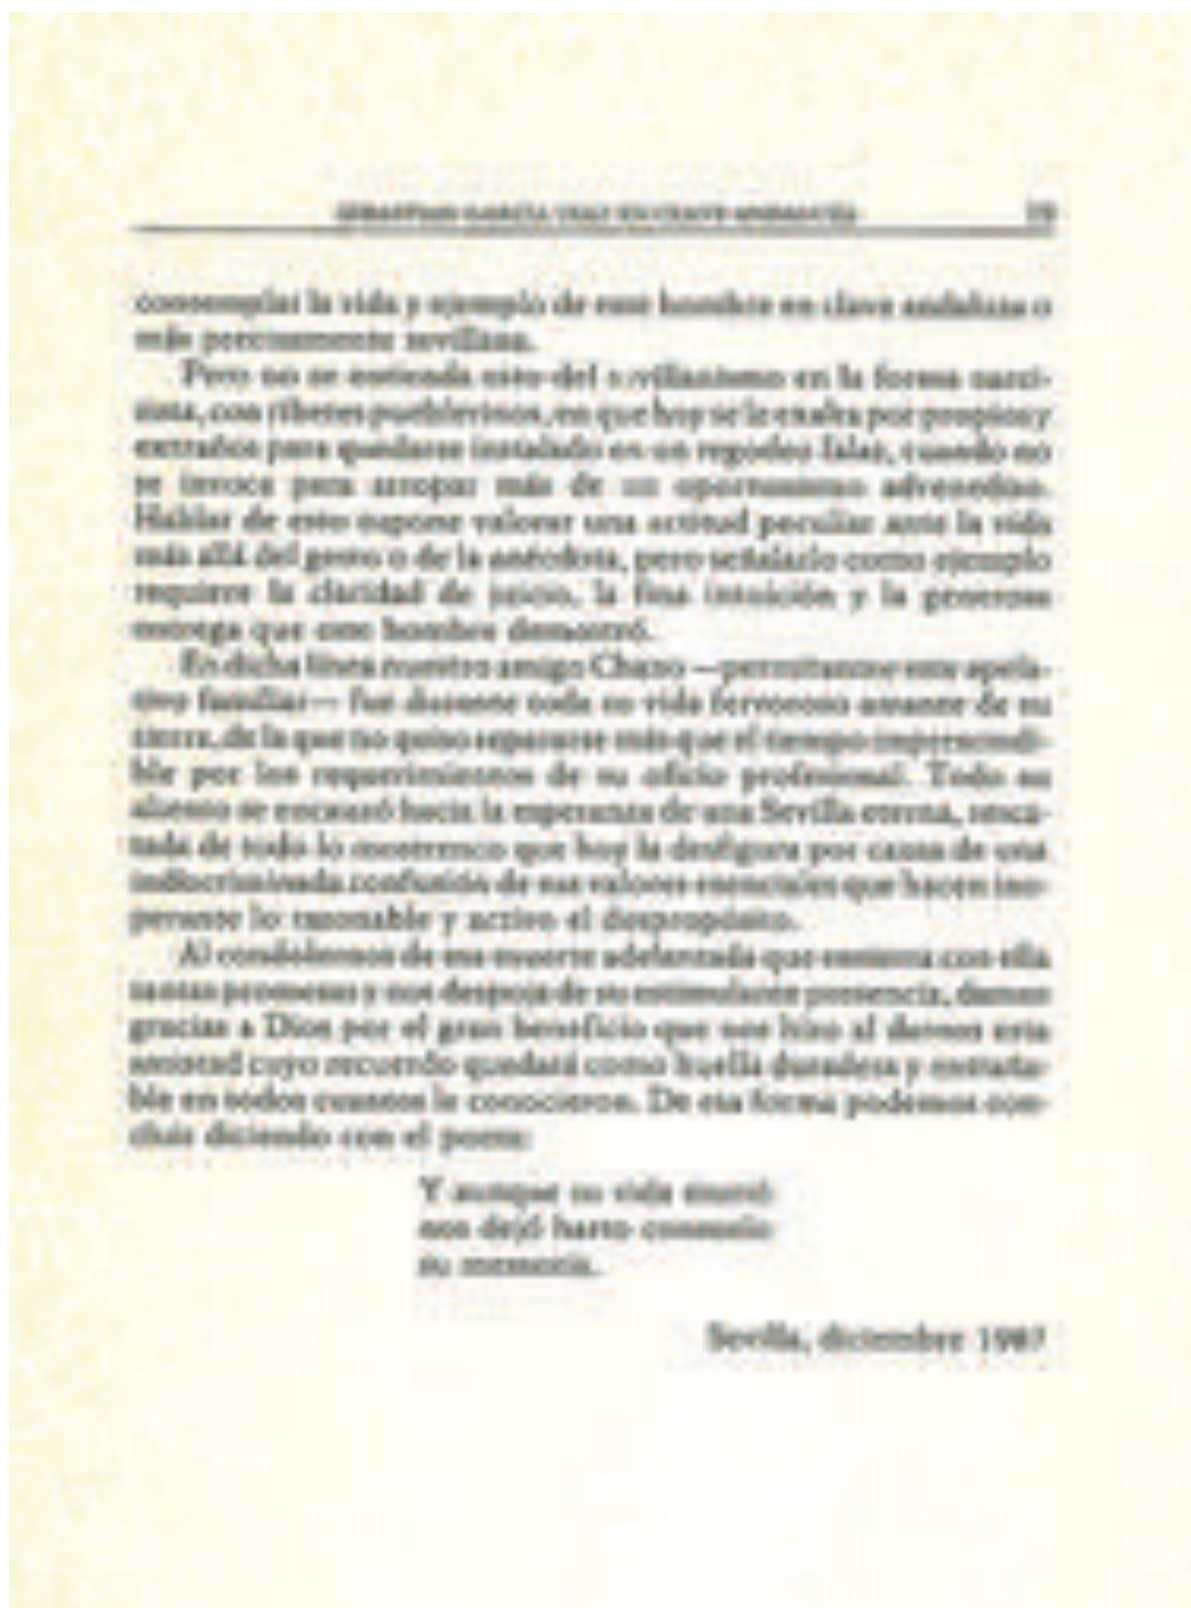 SEBASTIAN GARCIA DIAZ EN CLAVE ANDALUZA
contemplar la vida y ejemplo de este hombre en clave andaluza o
más precisamente sevillana.
Pero no se entienda esto del sevillanismo en la forma narci-
sista, con ribetes pueblerinos, en que hoy se le exalta por propios y
extraños para quedarse instalado en un regodeo falaz, cuando no
se invoca para arropar más de un oportunismo advenedizo.
Hablar de esto supone valorar una actitud peculiar ante la vida
más allá del gesto o de la anécdota, pero señalarlo como ejemplo
requiere la claridad de juicio, la fina intuición y la generosa
entrega que este hombre demostró.
En dicha línea nuestro amigo Chano —permítanme este apela-
tivo familiar— fue durante toda su vida fervoroso amante de su
tierra, de la que no quiso separarse más que el tiempo imprescindi-
ble por los requerimientos de su oficio profesional. Todo su
aliento se encauzó hacia la esperanza de una Sevilla eterna, resca-
tada de todo lo mostrenco que hoy la desfigura por causa de una
indiscriminada confusión de sus valores esenciales que hacen ino-
perante lo razonable y activo el despropósito.
Al condolernos de esa muerte adelantada que con ella
tantas promesas y nos despoja de su estimulante presencia, damos
gracias a Dios por el gran beneficio que nos hizo al darnos esta
amistad cuyo recuerdo quedará como huella duradera y entraña-
ble en todos cuantos le conocieron. De esta forma podemos con-
cluir diciendo con el poeta:
Y aunque su vida murió
nos dejó harto consuelo
su memoria.
Sevilla, diciembre 1987